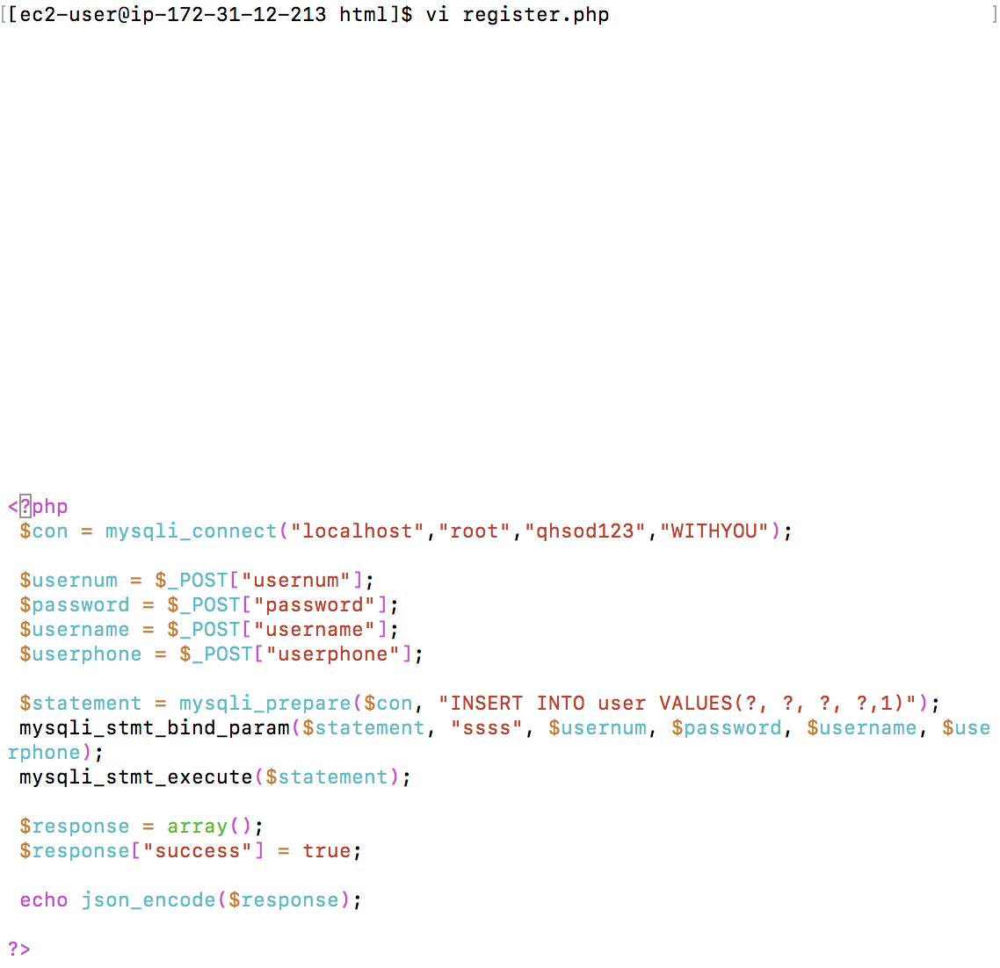 [[ec2-user@ip-172-31-12-213 html]$ vi register.php ]
<?php
$con = mysqli_connect("localhost","root","qhsod123","WITHYOU");
$usernum = $_POST["usernum"];
$password = $_POST["password"];
$username = $_POST["username"];
$userphone = $_POST["userphone"];
$statement = mysqli_prepare($con, "INSERT INTO user VALUES(?, ?, ?, ?,1)");
mysqli_stmt_bind_param($statement, "ssss", $usernum, $password, $username, $use
rphone);
mysqli_stmt_execute($statement);
$response = array();
$response["success"] = true;
echo json_encode($response);
?>